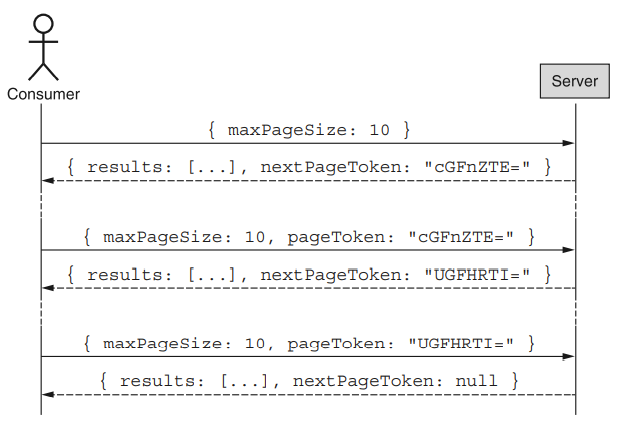 Consumer
Server
{ maxPageSize: 10 }
{ results: [...], nextPageToken: "cGFnZTE=" }
{ maxPageSize: 10, pageToken: "cGFnZTE=" }
{ results: [...], nextPageToken: "UGFHRTI=" }
{ maxPageSize: 10, pageToken: "UGFHRTI=" }
{ results: [...], nextPageToken: null }